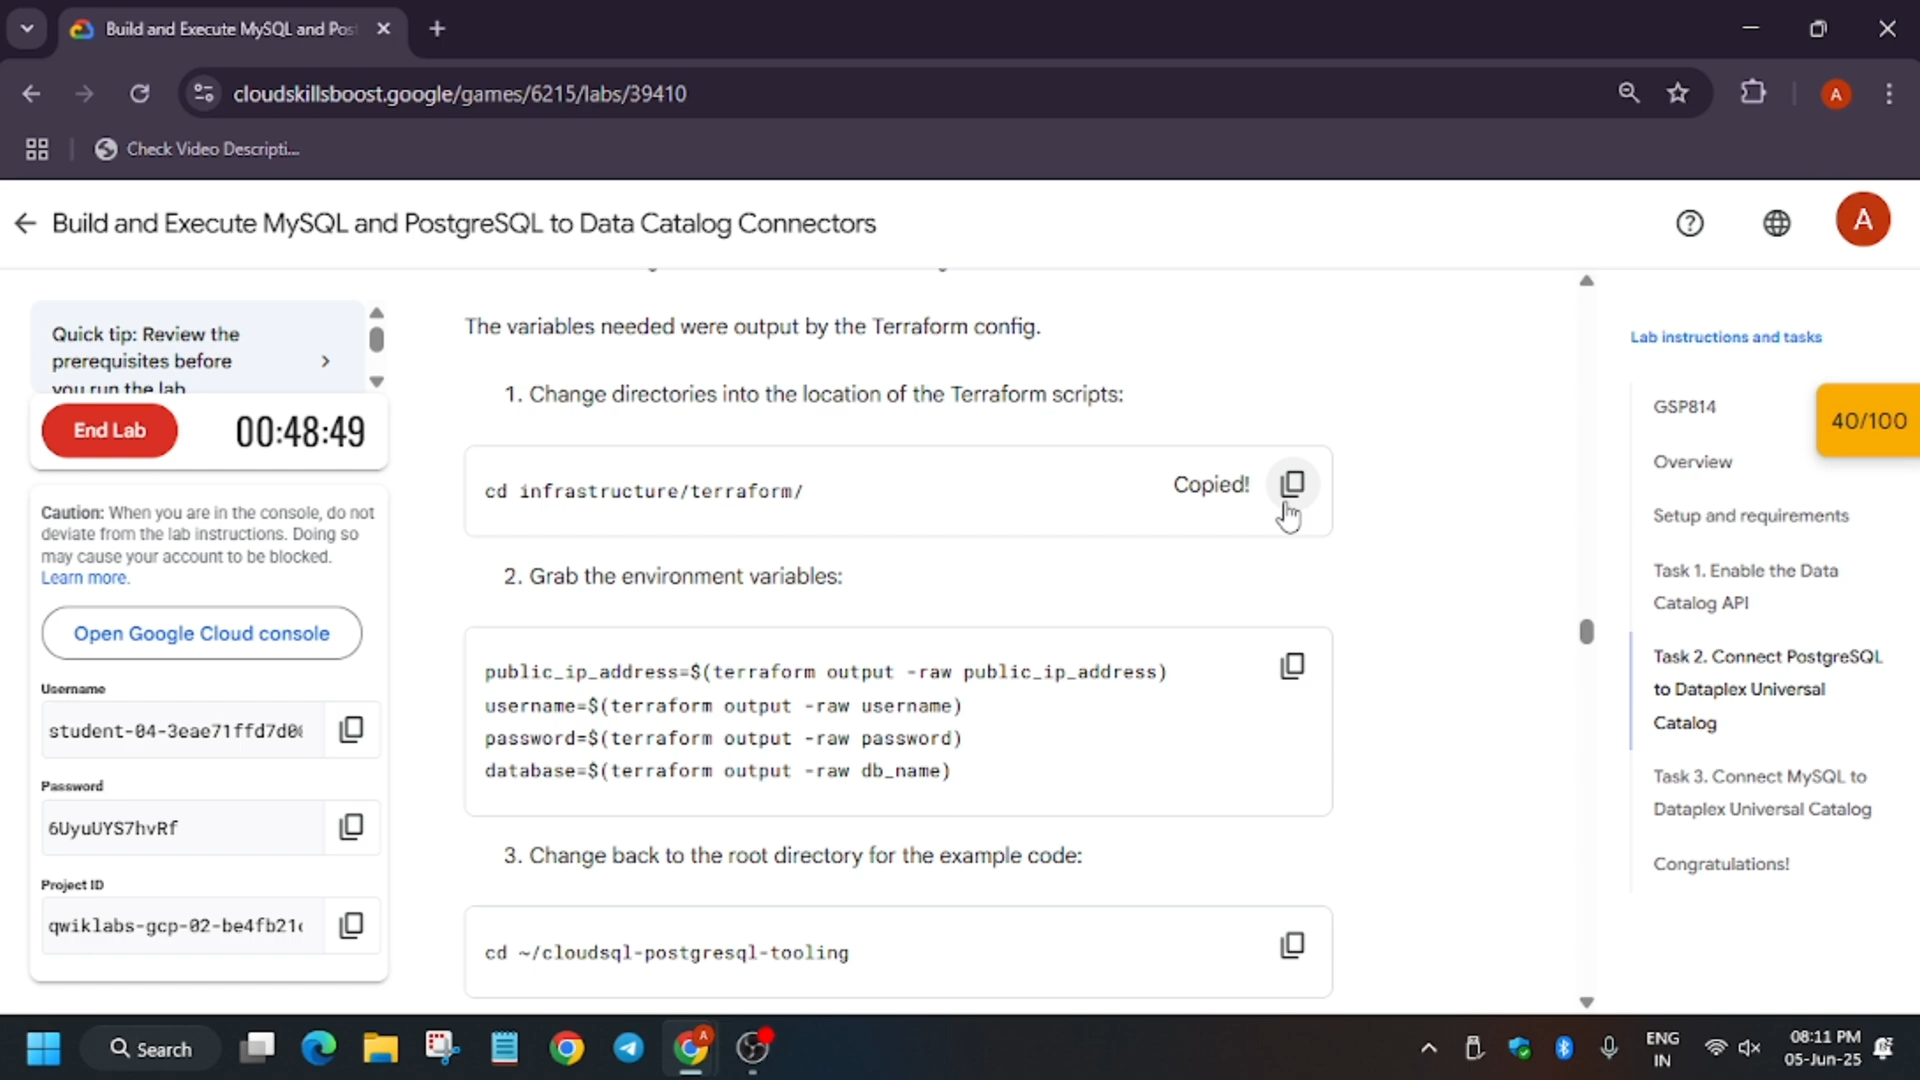 Build and Execute MySQL and Pos
cloudskillsboost.google/games/6215/labs/39410
A
Check Video Descripti...
Build and Execute MySQL and PostgreSQL to Data Catalog Connectors
A
Quick tip: Review the
prerequisites before
you run the lab
End Lab
00:48:49
Caution: When you are in the console, do not
deviate from the lab instructions. Doing so
may cause your account to be blocked.
Learn more.
Open Google Cloud console
Username
student-04-3eae71ffd7d0
Password
6UyuUYS7hvRf
Project ID
qwiklabs-gcp-02-be4fb21
The variables needed were output by the Terraform config.
1. Change directories into the location of the Terraform scripts:
cd infrastructure/terraform/
Copied!
2. Grab the environment variables:
public_ip_address=$(terraform output -raw public_ip_address)
username=$(terraform output -raw username)
password=$(terraform output -raw password)
database=$(terraform output -raw db_name)
3. Change back to the root directory for the example code:
cd ~/cloudsql-postgresql-tooling
Lab instructions and tasks
GSP814
40/100
Overview
Setup and requirements
Task 1. Enable the Data
Catalog API
Task 2. Connect PostgreSQL
to Dataplex Universal
Catalog
Task 3. Connect MySQL to
Dataplex Universal Catalog
Congratulations!
Search
A
ENG
IN
08:11 PM
05-Jun-25